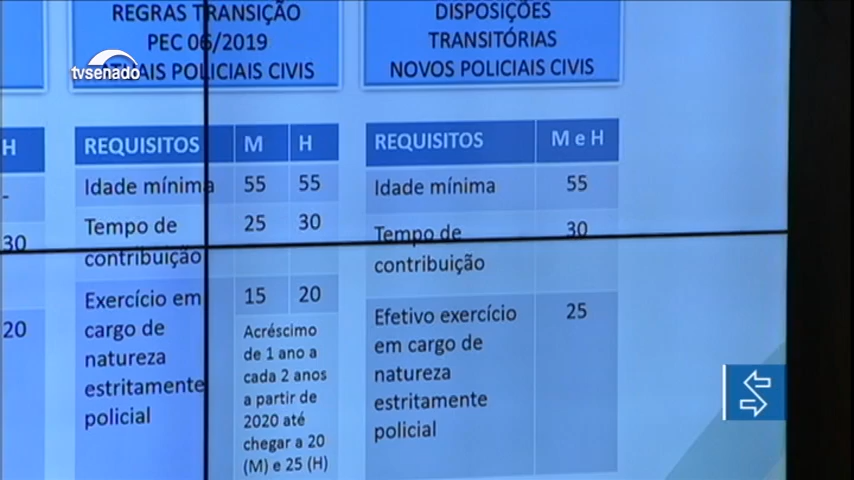 REGRAS TRANSIÇÃO
PEC 06/2019
ATUAIS POLICIAIS CIVIS
tvsenado
DISPOSIÇÕES
TRANSITÓRIAS
NOVOS POLICIAIS CIVIS
H
-
30
20
REQUISITOS M H
Idade mínima 55 55
Tempo de 25 30
contribuição
Exercício em 15 20
cargo de
natureza
estritamente
policial
Acréscimo
de 1 ano a
cada 2 anos
a partir de
2020 até
chegar a 20
(M) e 25 (H)
REQUISITOS M e H
Idade mínima 55
Tempo de 30
contribuição
Efetivo exercício 25
em cargo de
natureza
estritamente
policial